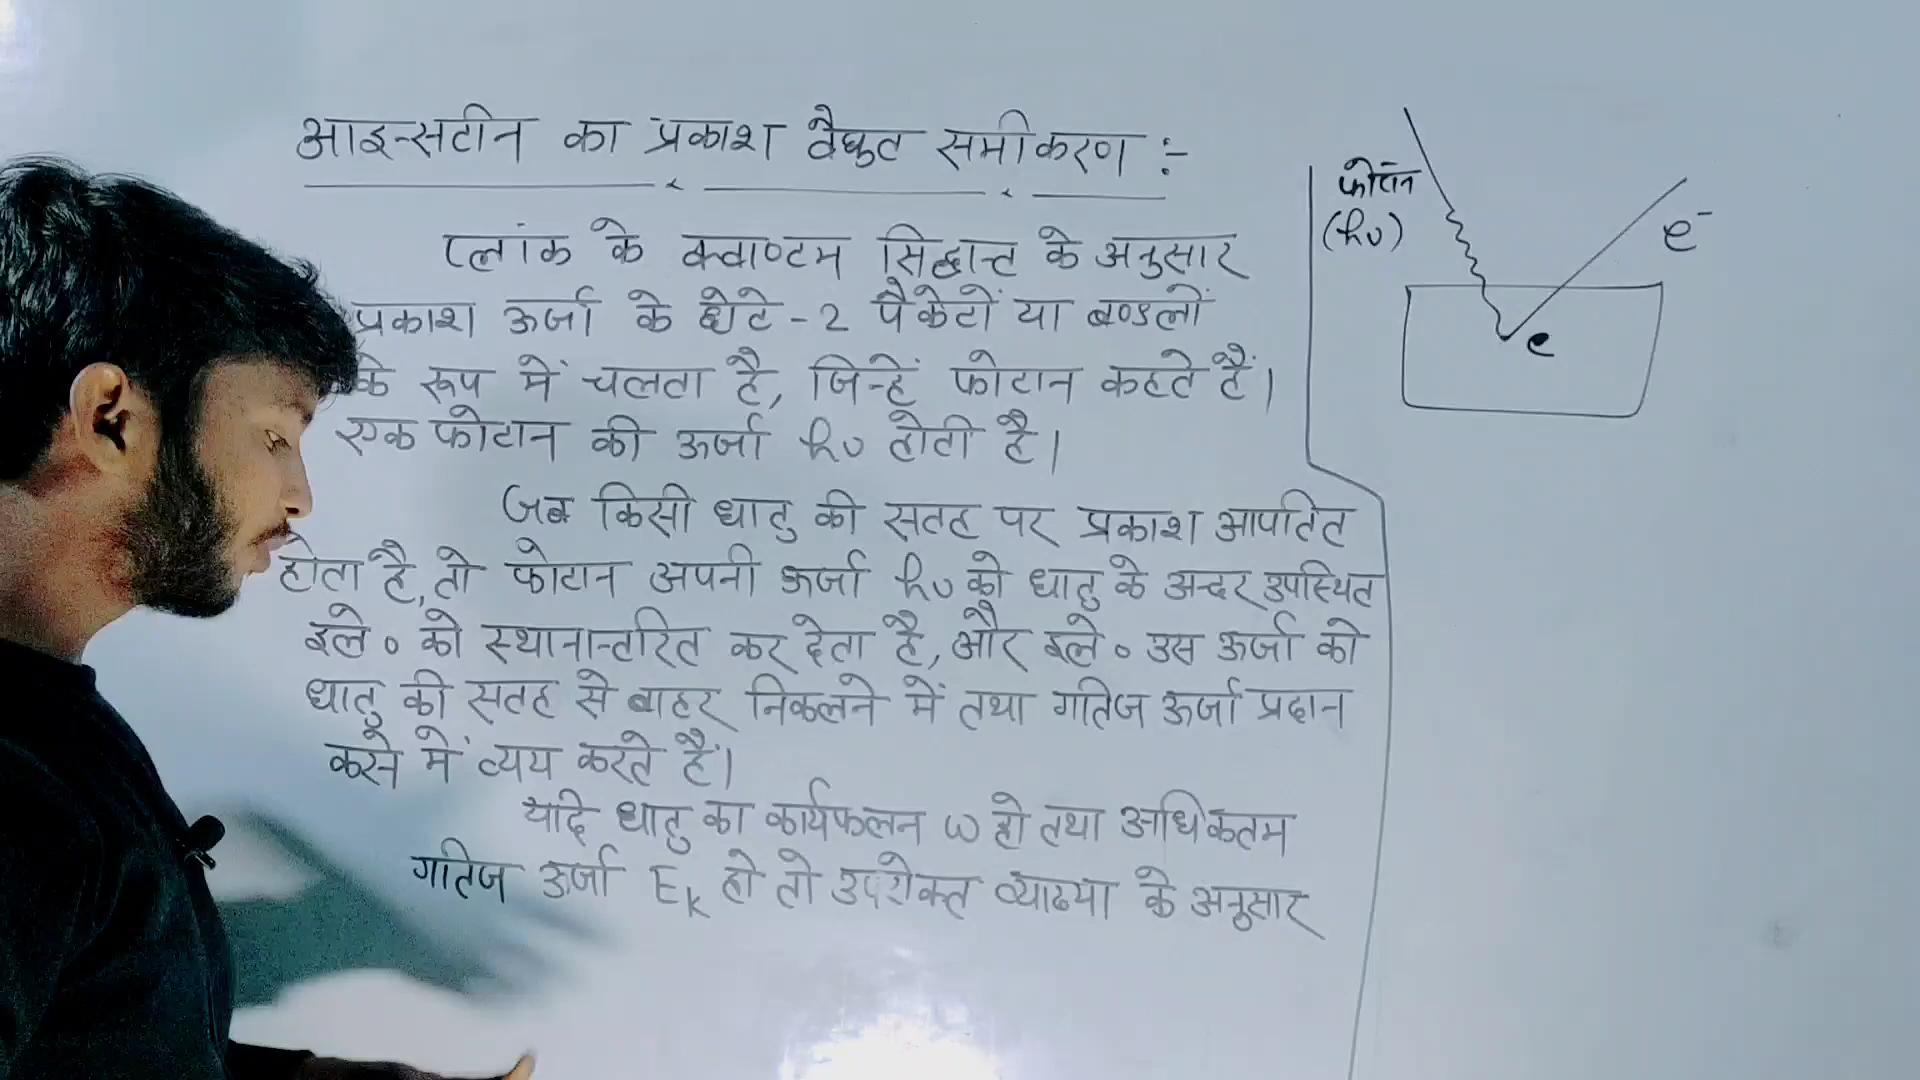 आइन्सटीन का प्रकाश वैधुत समीकरण :-
प्लांक के क्वाण्टम सिद्धान्त के अनुसार
प्रकाश ऊर्जा के छोटे-2 पैकेटों या बण्डलों
के रूप में चलता है, जिन्हें फोटान कहते हैं।
एक फोटान की ऊर्जा hν होती है।
जब किसी धातु की सतह पर प्रकाश आपतित
होता है, तो फोटान अपनी ऊर्जा hν को धातु के अन्दर उपस्थित
इले० को स्थानान्तरित कर देता है, और इले० उस ऊर्जा को
धातु की सतह से बाहर निकलने में तथा गतिज ऊर्जा प्रदान
करने में व्यय करते हैं।
यदि धातु का कार्यफलन ω हो तथा अधिकतम
गतिज ऊर्जा Eₖ हो तो उपरोक्त व्याख्या के अनुसार
फोटॉन
(hν)
e⁻
e